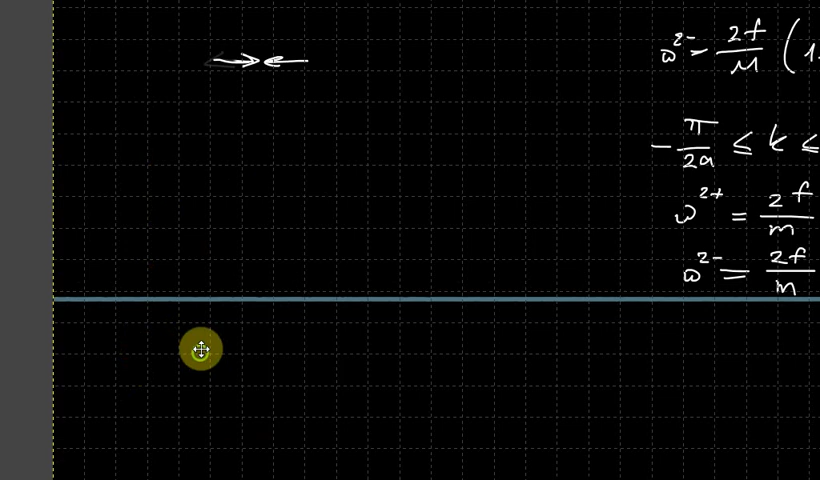 ω²⁻ = 2f/M (1
-π/2a ≤ k ≤
ω²⁺ = 2f/m
ω²⁻ = 2f/m